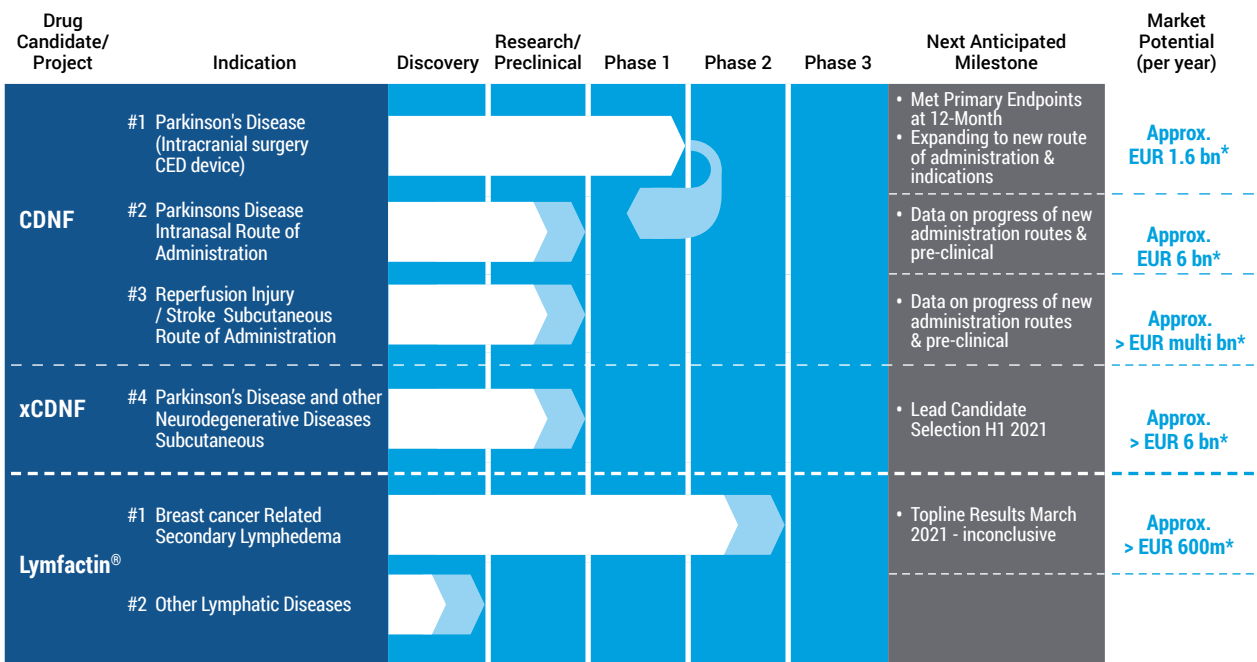 Drug
Candidate/
Project
Indication
Discovery
Research/
Preclinical
Phase 1
Phase 2
Phase 3
Next Anticipated
Milestone
Market
Potential
(per year)
CDNF
#1 Parkinson's Disease
(Intracranial surgery
CED device)
• Met Primary Endpoints
at 12-Month
• Expanding to new route
of administration &
indications
Approx.
EUR 1.6 bn*
#2 Parkinsons Disease
Intranasal Route of
Administration
• Data on progress of new
administration routes &
pre-clinical
Approx.
EUR 6 bn*
#3 Reperfusion Injury
/ Stroke Subcutaneous
Route of Administration
• Data on progress of new
administration routes
& pre-clinical
Approx.
> EUR multi bn*
xCDNF
#4 Parkinson's Disease and other
Neurodegenerative Diseases
Subcutaneous
• Lead Candidate
Selection H1 2021
Approx.
> EUR 6 bn*
Lymfactin®
#1 Breast cancer Related
Secondary Lymphedema
• Topline Results March
2021 - inconclusive
Approx.
> EUR 600m*
#2 Other Lymphatic Diseases